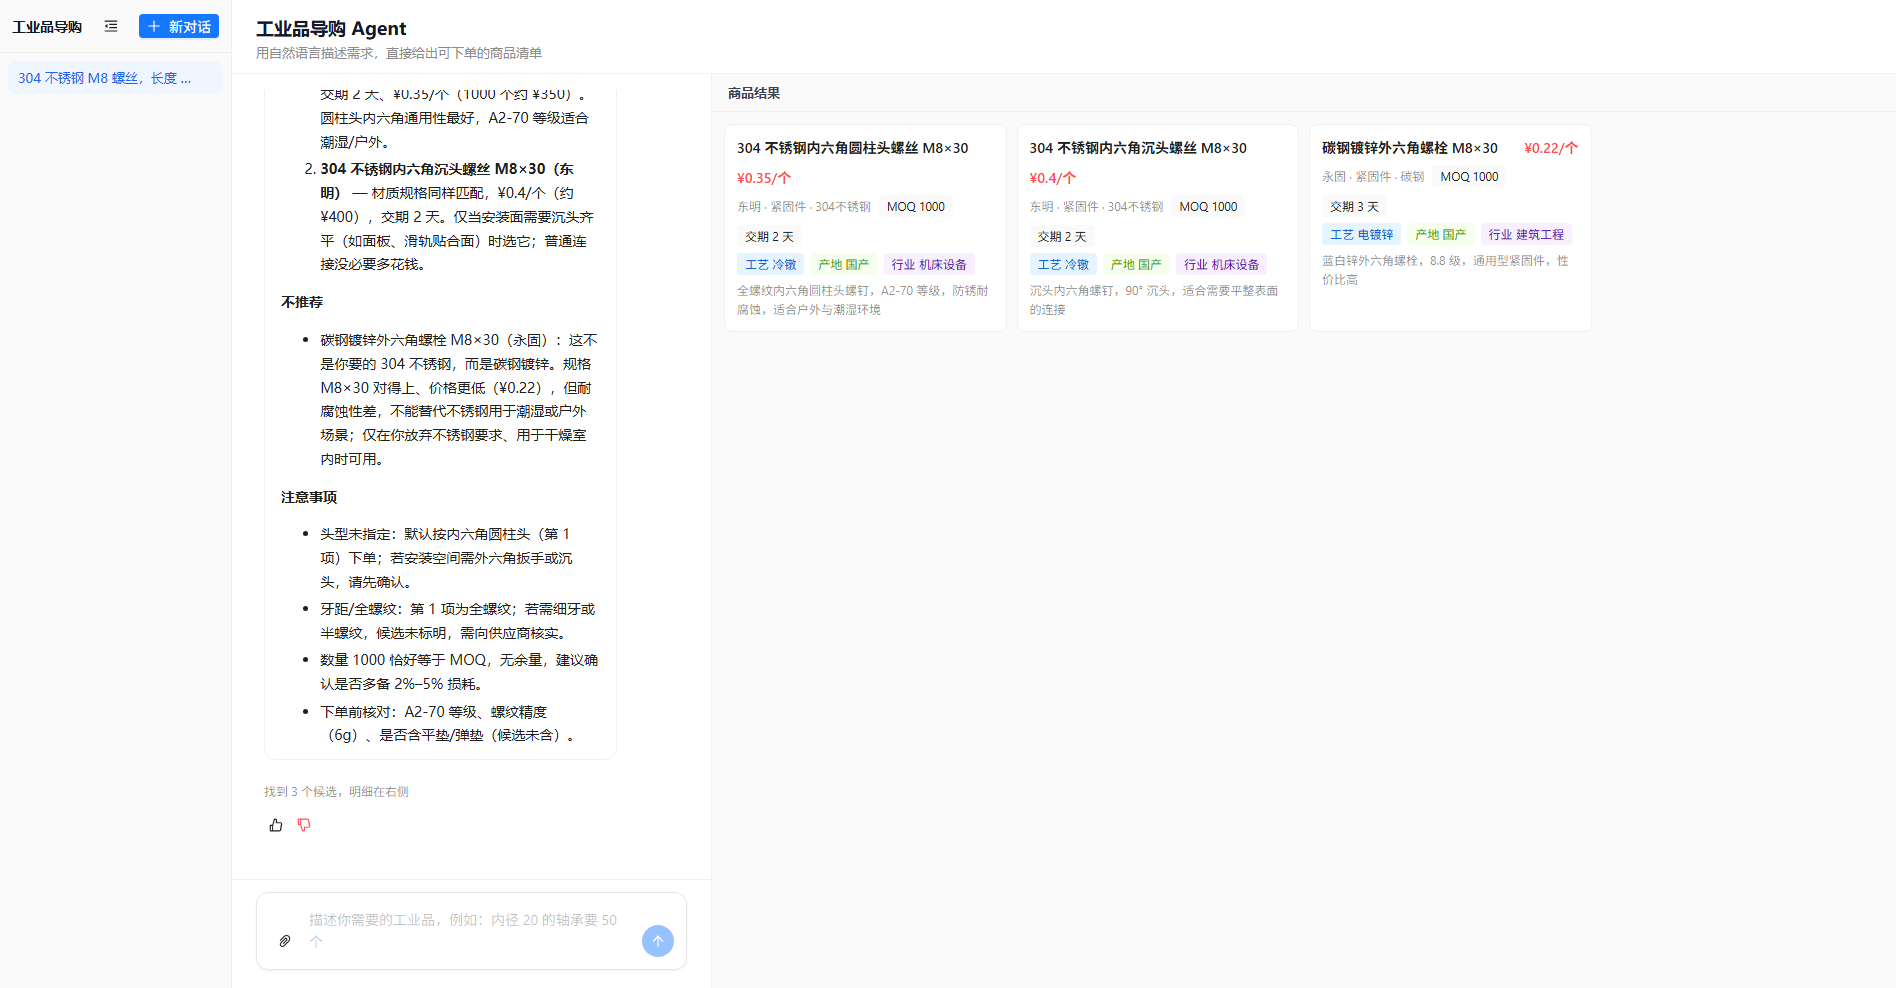 工业品导购
新对话
304 不锈钢 M8 螺丝，长度 ...
工业品导购 Agent
用自然语言描述需求，直接给出可下单的商品清单
交期 2 天、¥0.35/个（1000 个约 ¥350）。
圆柱头内六角通用性最好，A2-70 等级适合
潮湿/户外。
2. 304 不锈钢内六角沉头螺丝 M8×30（东
明） — 材质规格同样匹配，¥0.4/个（约
¥400），交期 2 天。仅当安装面需要沉头齐
平（如面板、滑轨贴合面）时选它；普通连
接没必要多花钱。
不推荐
碳钢镀锌外六角螺栓 M8×30（永固）：这不
是你要的 304 不锈钢，而是碳钢镀锌。规格
M8×30 对得上、价格更低（¥0.22），但耐
腐蚀性差，不能替代不锈钢用于潮湿或户外
场景；仅在你放弃不锈钢要求、用于干燥室
内时可用。
注意事项
头型未指定：默认按内六角圆柱头（第 1
项）下单；若安装空间需外六角扳手或沉
头，请先确认。
牙距/全螺纹：第 1 项为全螺纹；若需细牙或
半螺纹，候选未标明，需向供应商核实。
数量 1000 恰好等于 MOQ，无余量，建议确
认是否多备 2%–5% 损耗。
下单前核对：A2-70 等级、螺纹精度
（6g）、是否含平垫/弹垫（候选未含）。
找到 3 个候选，明细在右侧
描述你需要的工业品，例如：内径 20 的轴承要 50
个
商品结果
304 不锈钢内六角圆柱头螺丝 M8×30
¥0.35/个
东明 · 紧固件 · 304不锈钢 MOQ 1000
交期 2 天
工艺 冷镦 产地 国产 行业 机床设备
全螺纹内六角圆柱头螺钉，A2-70 等级，防锈耐
腐蚀，适合户外与潮湿环境
304 不锈钢内六角沉头螺丝 M8×30
¥0.4/个
东明 · 紧固件 · 304不锈钢 MOQ 1000
交期 2 天
工艺 冷镦 产地 国产 行业 机床设备
沉头内六角螺钉，90° 沉头，适合需要平整表面
的连接
碳钢镀锌外六角螺栓 M8×30 ¥0.22/个
永固 · 紧固件 · 碳钢 MOQ 1000
交期 3 天
工艺 电镀锌 产地 国产 行业 建筑工程
蓝白锌外六角螺栓，8.8 级，通用型紧固件，性
价比高